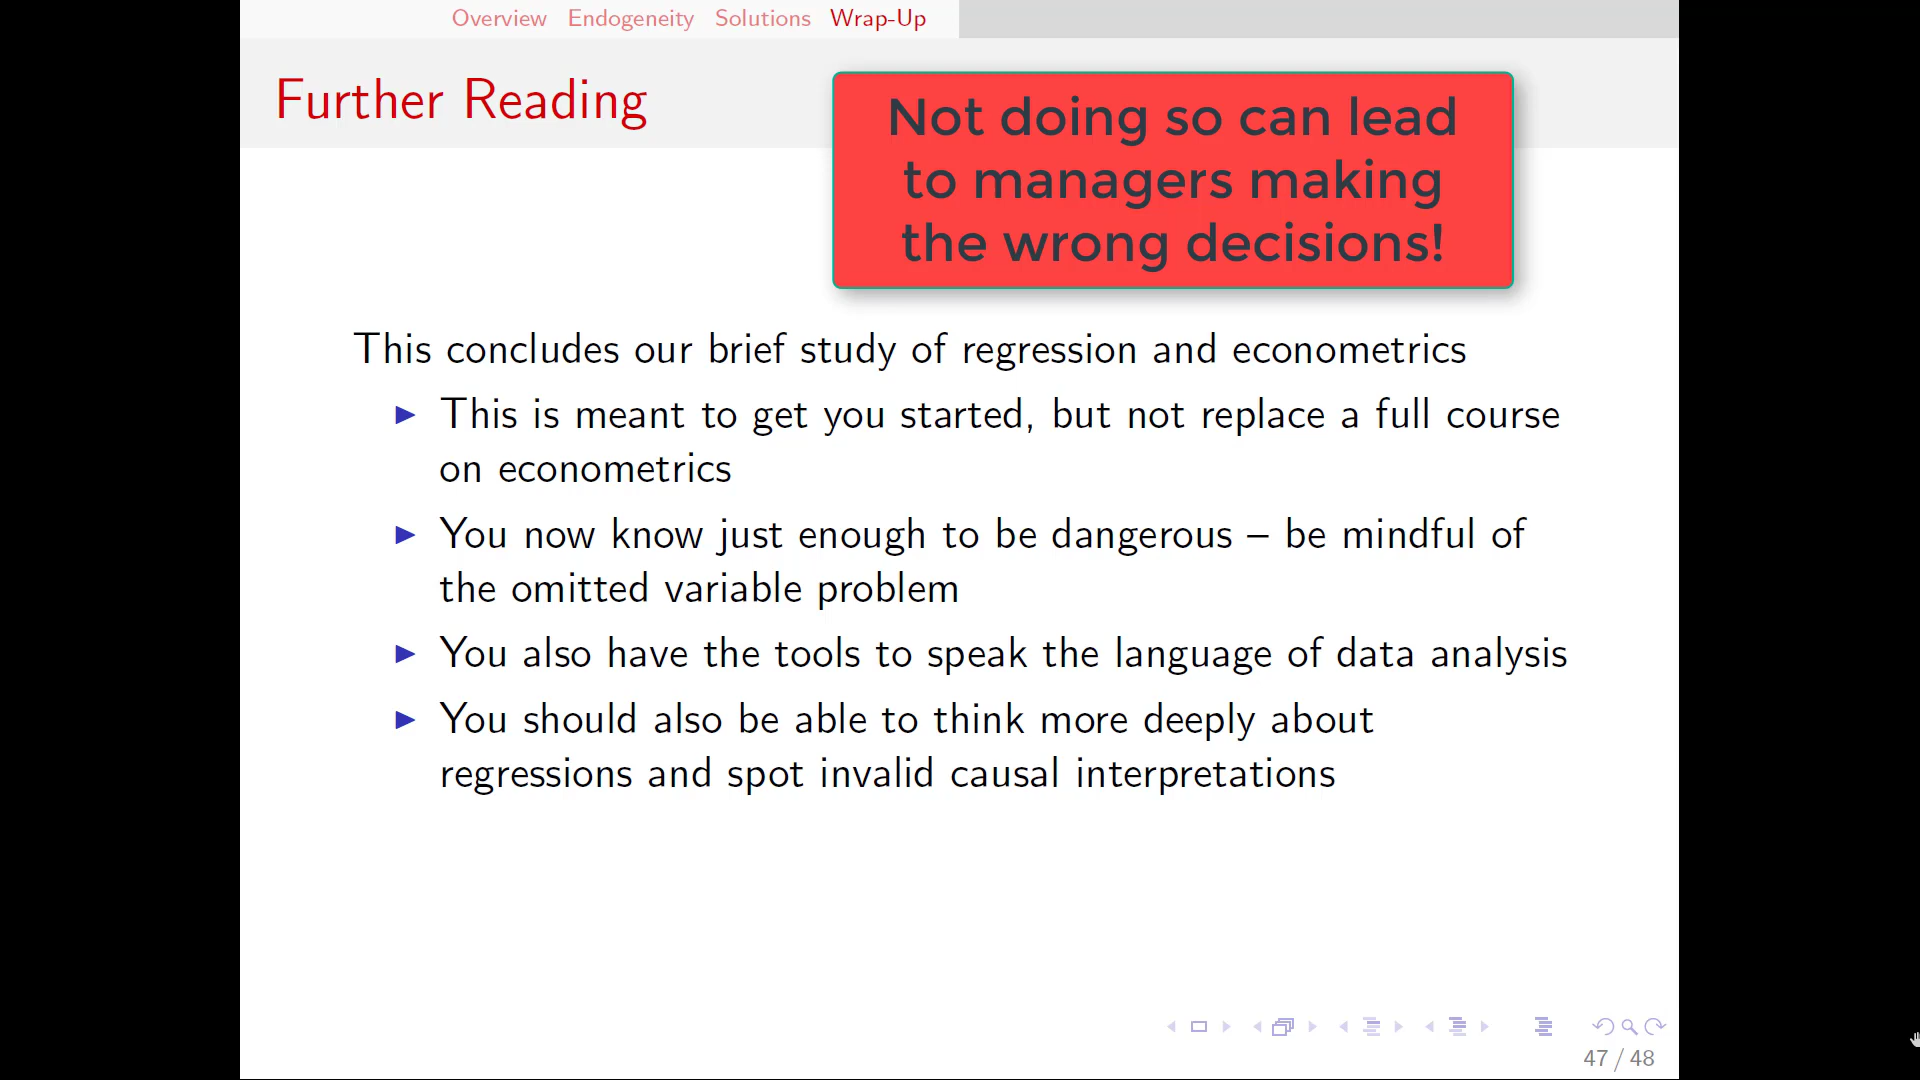 Overview Endogeneity Solutions Wrap-Up
Further Reading
Not doing so can lead
to managers making
the wrong decisions!
This concludes our brief study of regression and econometrics
This is meant to get you started, but not replace a full course
on econometrics
You now know just enough to be dangerous – be mindful of
the omitted variable problem
You also have the tools to speak the language of data analysis
You should also be able to think more deeply about
regressions and spot invalid causal interpretations
47 / 48